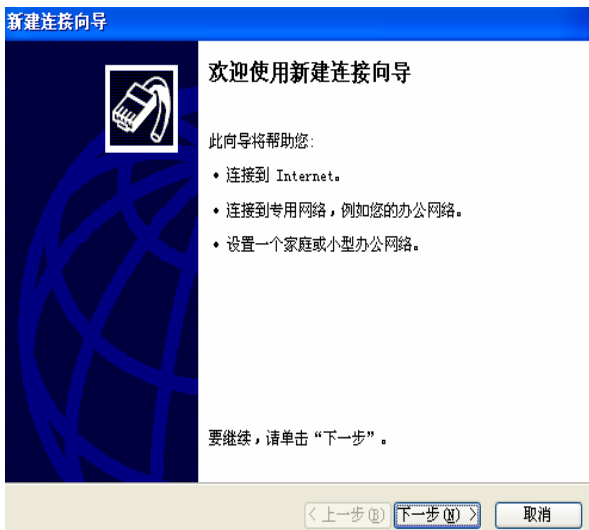 新建连接向导
欢迎使用新建连接向导
此向导将帮助您:
• 连接到 Internet。
• 连接到专用网络，例如您的办公网络。
• 设置一个家庭或小型办公网络。
要继续，请单击“下一步”。
< 上一步(B) 下一步(N) > 取消